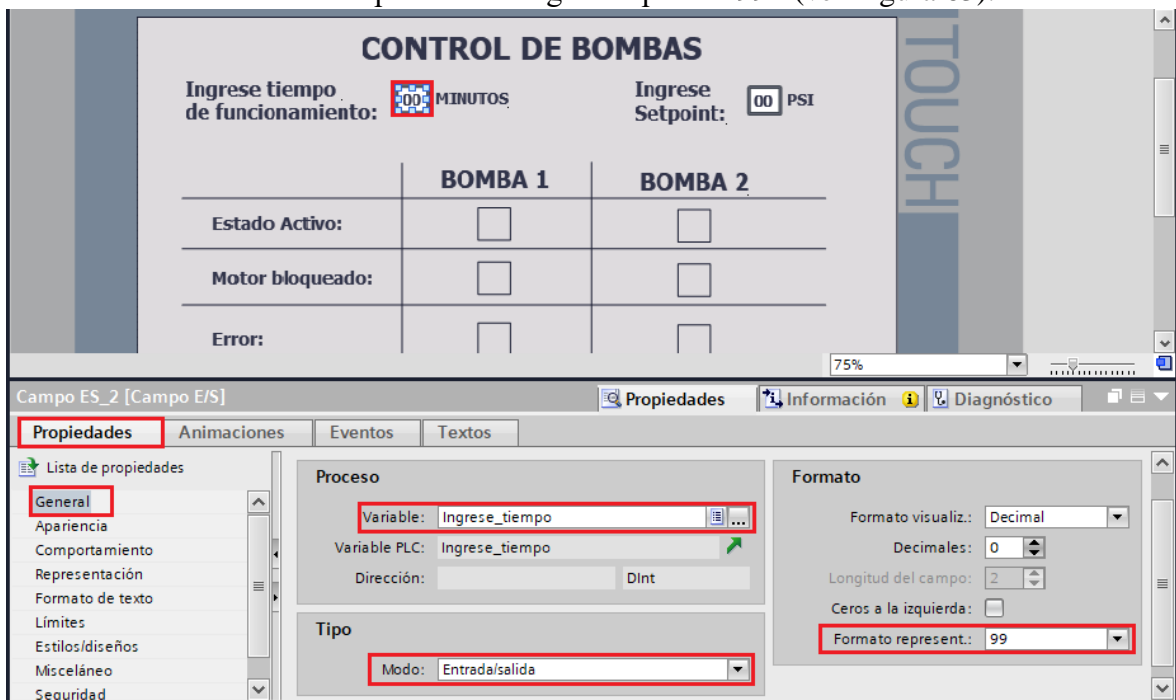 CONTROL DE BOMBAS
Ingrese tiempo
de funcionamiento: 00 MINUTOS
Ingrese
Setpoint: 00 PSI
TOUCH
BOMBA 1 BOMBA 2
Estado Activo:
Motor bloqueado:
Error:
75%
Campo ES_2 [Campo E/S]
Propiedades Información Diagnóstico
Propiedades Animaciones Eventos Textos
Lista de propiedades
General
Apariencia
Comportamiento
Representación
Formato de texto
Límites
Estilos/diseños
Misceláneo
Seguridad
Proceso
Variable: Ingrese_tiempo ...
Variable PLC: Ingrese_tiempo
Dirección: DInt
Tipo
Modo: Entrada/salida
Formato
Formato visualiz.: Decimal
Decimales: 0
Longitud del campo: 2
Ceros a la izquierda:
Formato represent.: 99